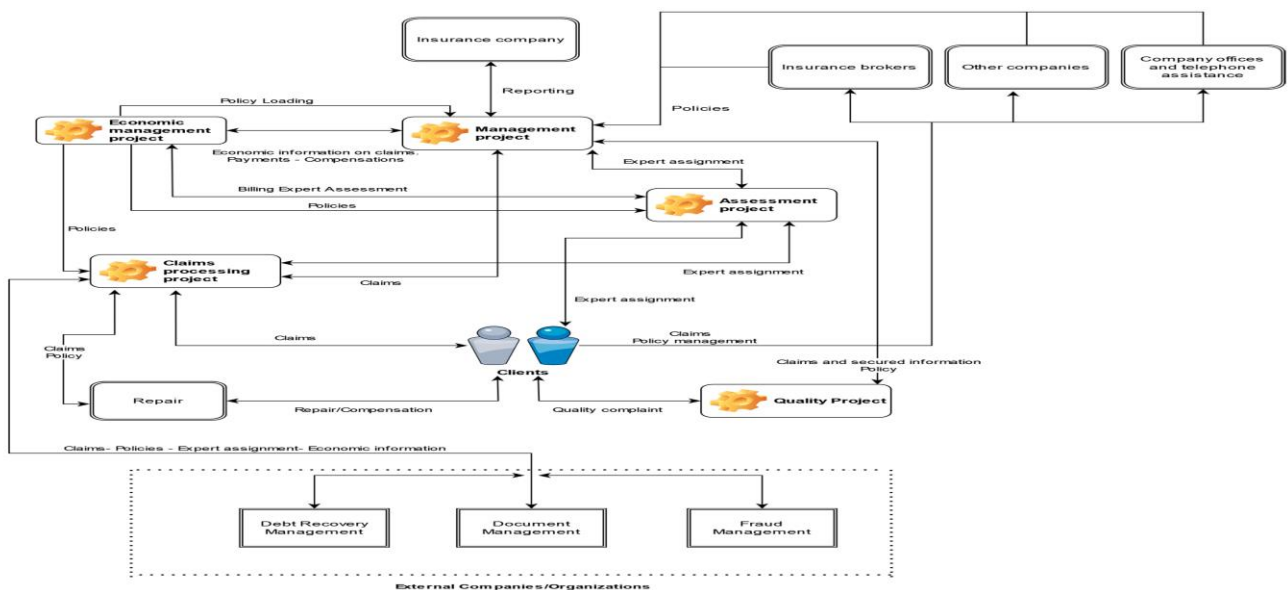 Insurance company
Insurance brokers
Other companies
Company offices
and telephone
assistance
Reporting
Policy Loading
Policies
Economic
management
project
Management
project
Economic information on claims.
Payments - Compensations
Expert assignment
Billing Expert Assessment
Policies
Assessment
project
Policies
Claims
processing
project
Expert assignment
Claims
Expert assignment
Claims
Claims
Policy management
Claims
Policy
Clients
Claims and secured information
Policy
Repair
Repair/Compensation
Quality complaint
Quality Project
Claims- Policies - Expert assignment- Economic information
Debt Recovery
Management
Document
Management
Fraud
Management
External Companies/Organizations